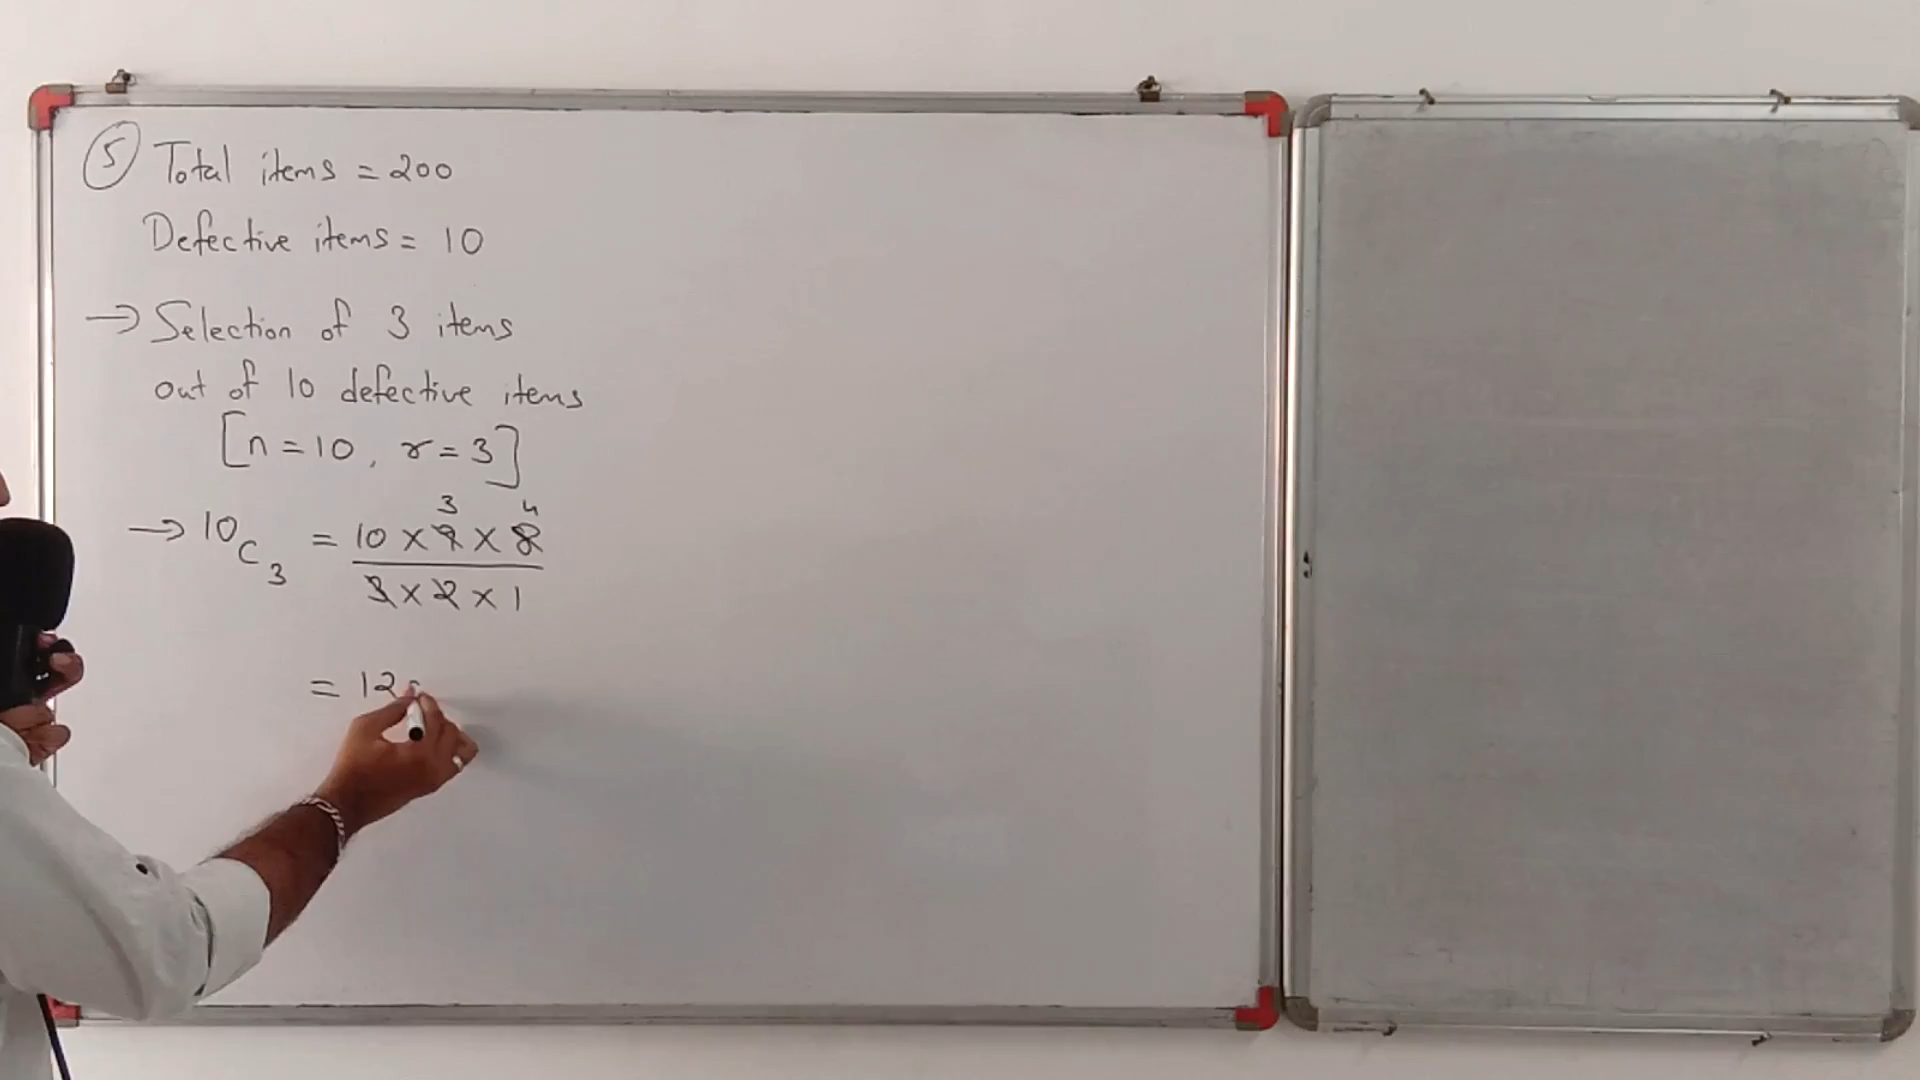 5 Total items = 200
Defective items = 10
→ Selection of 3 items
out of 10 defective items
[n = 10, r = 3]
3 4
→ 10C3 = 10 × 9 × 8
3 × 2 × 1
= 12